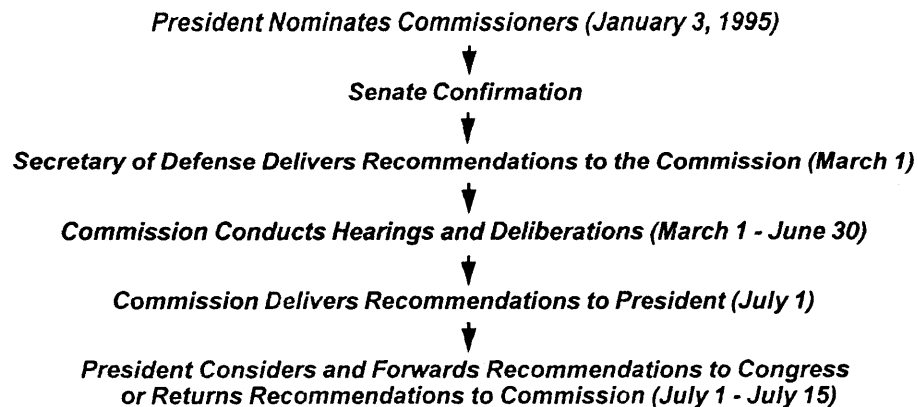 President Nominates Commissioners (January 3, 1995)
Senate Confirmation
Secretary of Defense Delivers Recommendations to the Commission (March 1)
Commission Conducts Hearings and Deliberations (March 1 - June 30)
Commission Delivers Recommendations to President (July 1)
President Considers and Forwards Recommendations to Congress
or Returns Recommendations to Commission (July 1 - July 15)